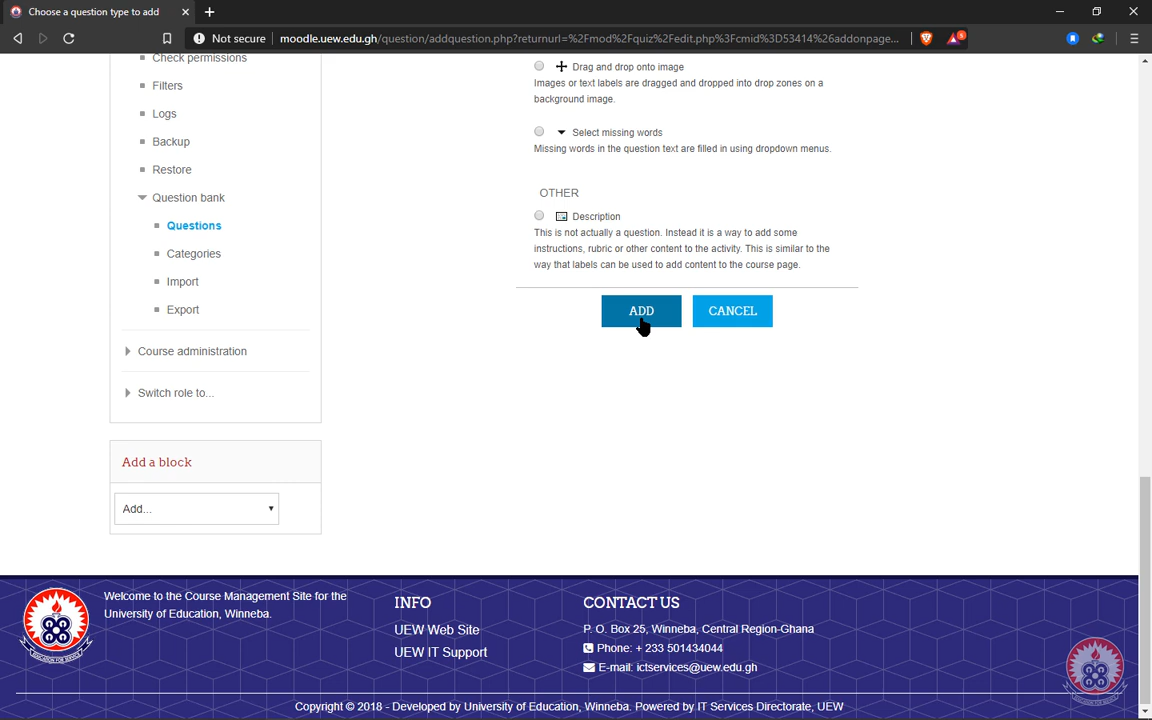 Choose a question type to add
Not secure
moodle.uew.edu.gh/question/addquestion.php?returnurl=%2Fmod%2Fquiz%2Fedit.php%3Fcmid%3D53414%26addonpage...
5
Check permissions
Filters
Logs
Backup
Restore
Question bank
Questions
Categories
Import
Export
Course administration
Switch role to...
Add a block
Add...
Drag and drop onto image
Images or text labels are dragged and dropped into drop zones on a
background image.
Select missing words
Missing words in the question text are filled in using dropdown menus.
OTHER
Description
This is not actually a question. Instead it is a way to add some
instructions, rubric or other content to the activity. This is similar to the
way that labels can be used to add content to the course page.
ADD
CANCEL
Welcome to the Course Management Site for the
University of Education, Winneba.
INFO
UEW Web Site
UEW IT Support
CONTACT US
P. O. Box 25, Winneba, Central Region-Ghana
Phone: + 233 501434044
E-mail: ictservices@uew.edu.gh
EDUCATION FOR SERVICE
Copyright © 2018 - Developed by University of Education, Winneba. Powered by IT Services Directorate, UEW